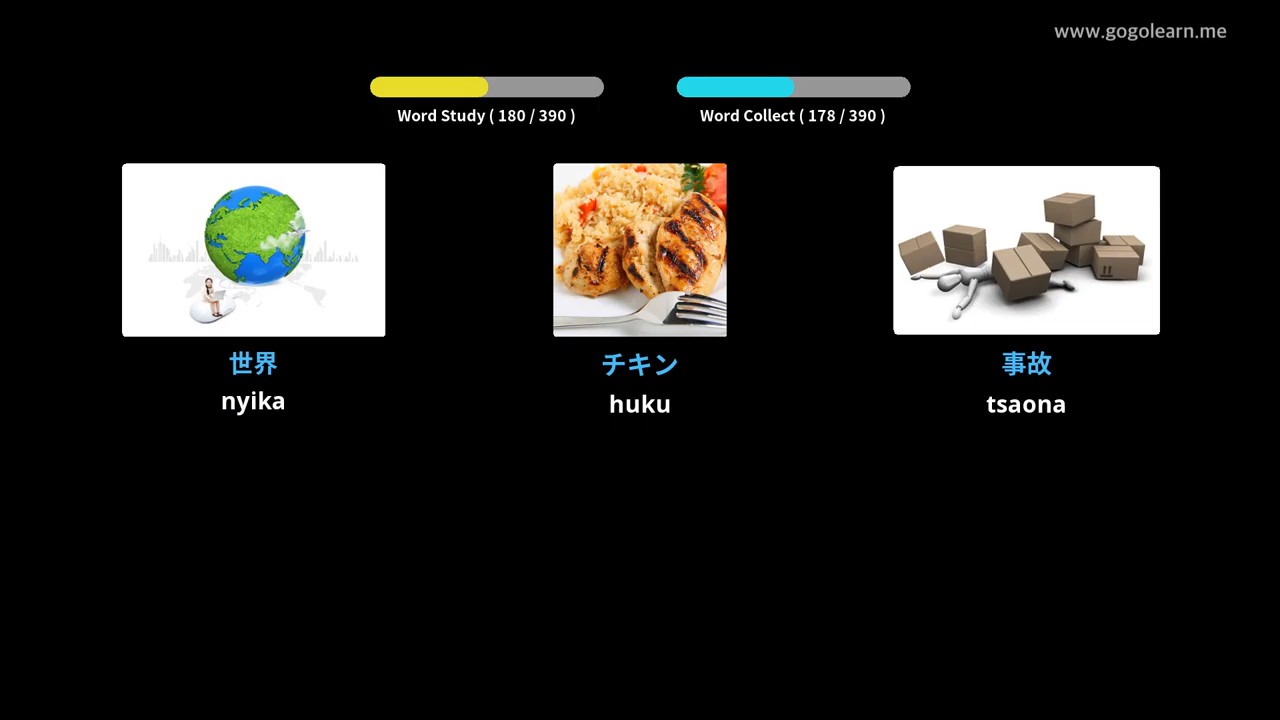 www.gogolearn.me
Word Study ( 180 / 390 )
Word Collect ( 178 / 390 )
世界
nyika
チキン
huku
事故
tsaona